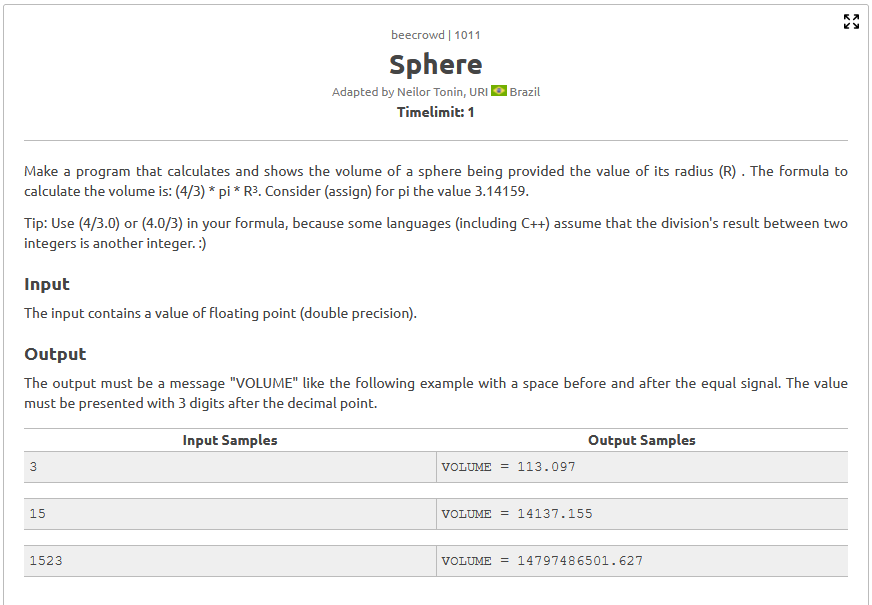 beecrowd | 1011
Sphere
Adapted by Neilor Tonin, URI Brazil
Timelimit: 1
Make a program that calculates and shows the volume of a sphere being provided the value of its radius (R) . The formula to
calculate the volume is: (4/3) * pi * R³. Consider (assign) for pi the value 3.14159.
Tip: Use (4/3.0) or (4.0/3) in your formula, because some languages (including C++) assume that the division's result between two
integers is another integer. :)
Input
The input contains a value of floating point (double precision).
Output
The output must be a message "VOLUME" like the following example with a space before and after the equal signal. The value
must be presented with 3 digits after the decimal point.
Input Samples Output Samples
3 VOLUME = 113.097
15 VOLUME = 14137.155
1523 VOLUME = 14797486501.627